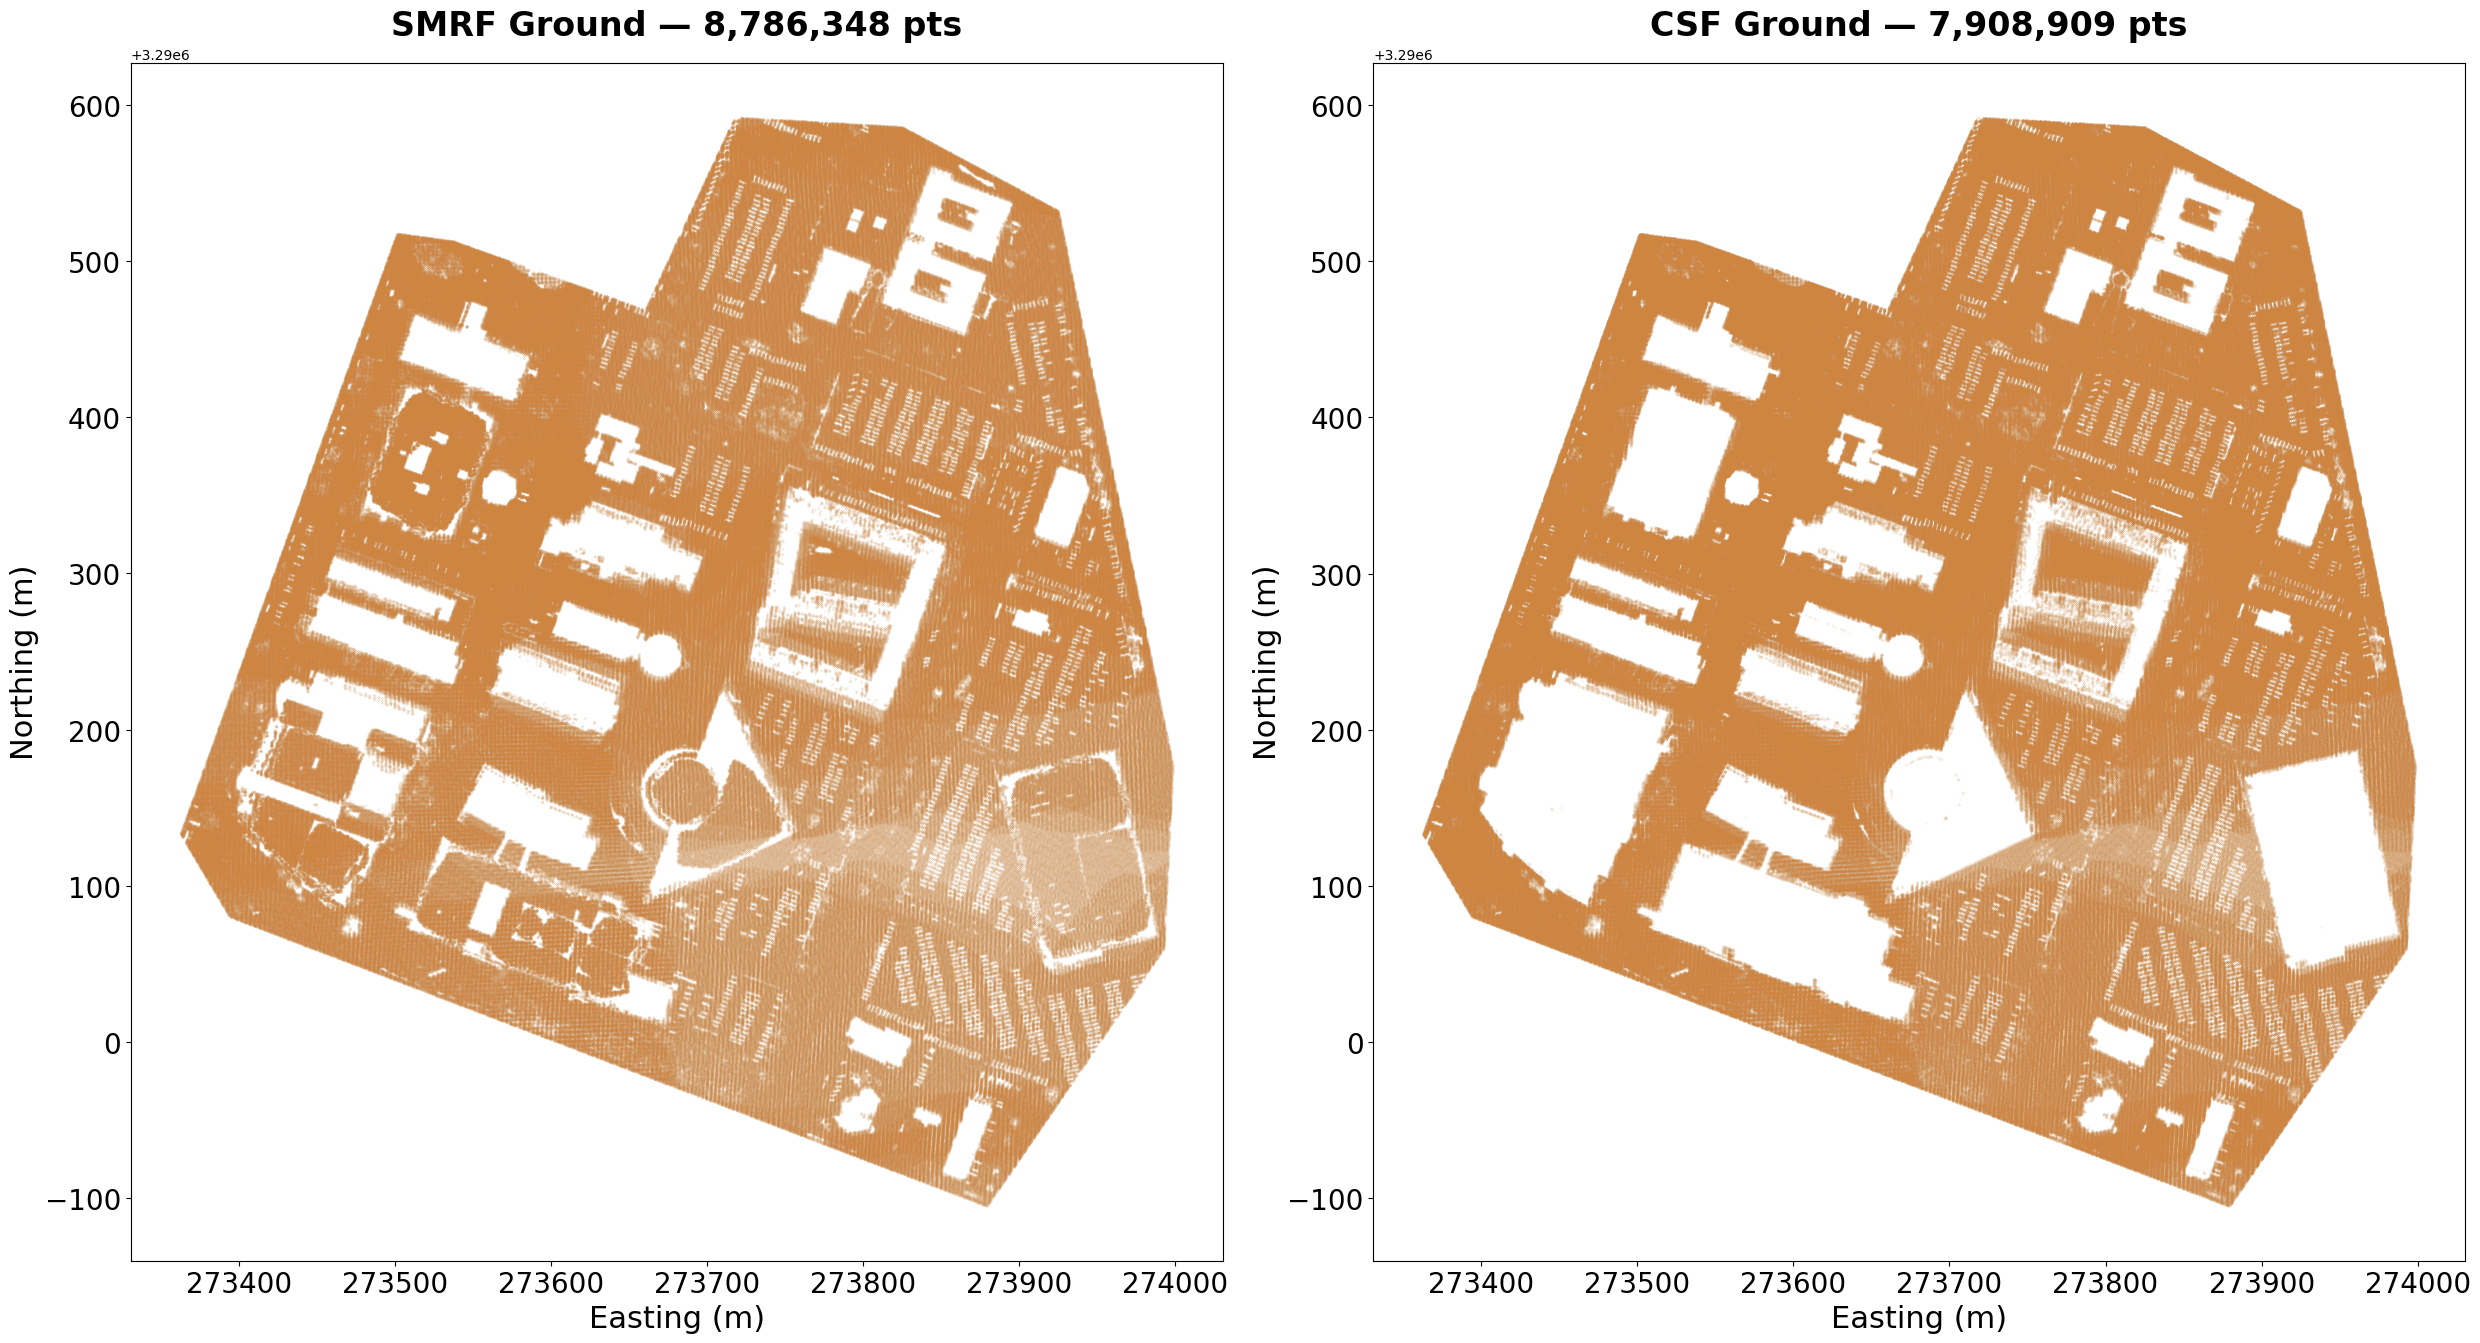 SMRF Ground — 8,786,348 pts
+3.29e6
600
500
400
300
200
100
0
−100
Northing (m)
273400 273500 273600 273700 273800 273900 274000
Easting (m)
CSF Ground — 7,908,909 pts
+3.29e6
600
500
400
300
200
100
0
−100
Northing (m)
273400 273500 273600 273700 273800 273900 274000
Easting (m)